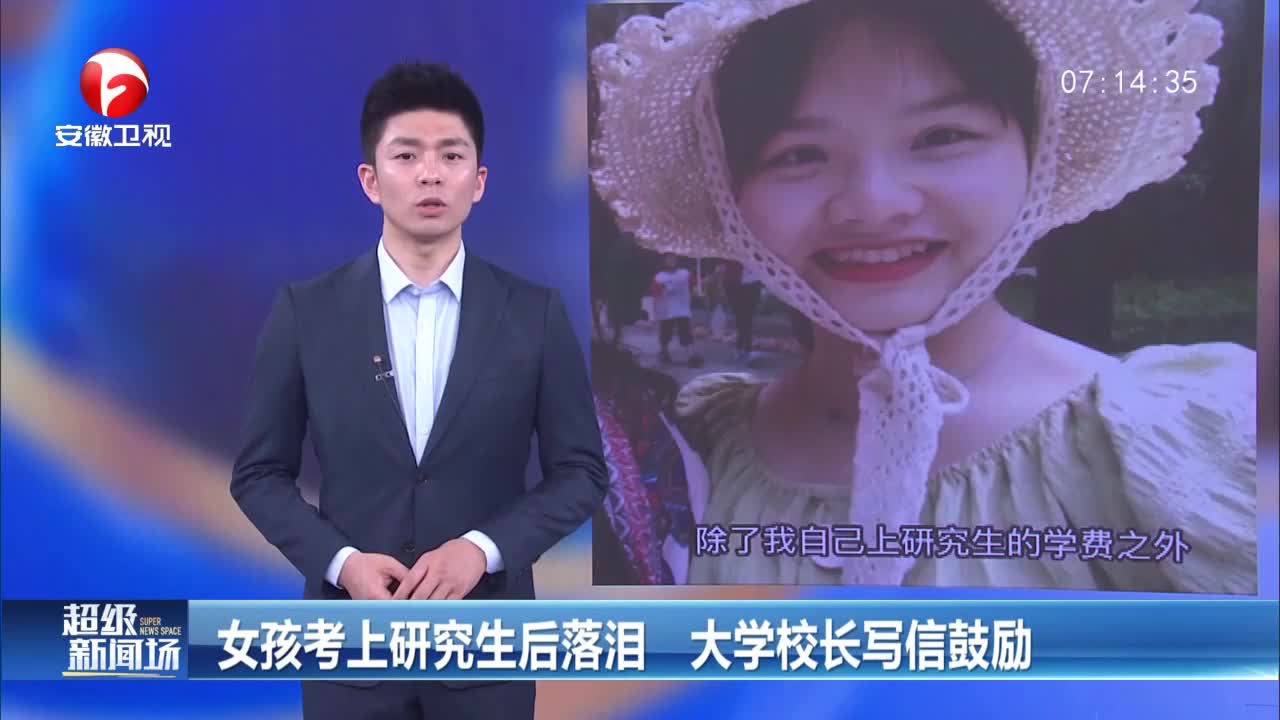 安徽卫视
07:14:35
除了我自己上研究生的学费之外
超级新闻场
SUPER
NEWS SPACE
女孩考上研究生后落泪 大学校长写信鼓励